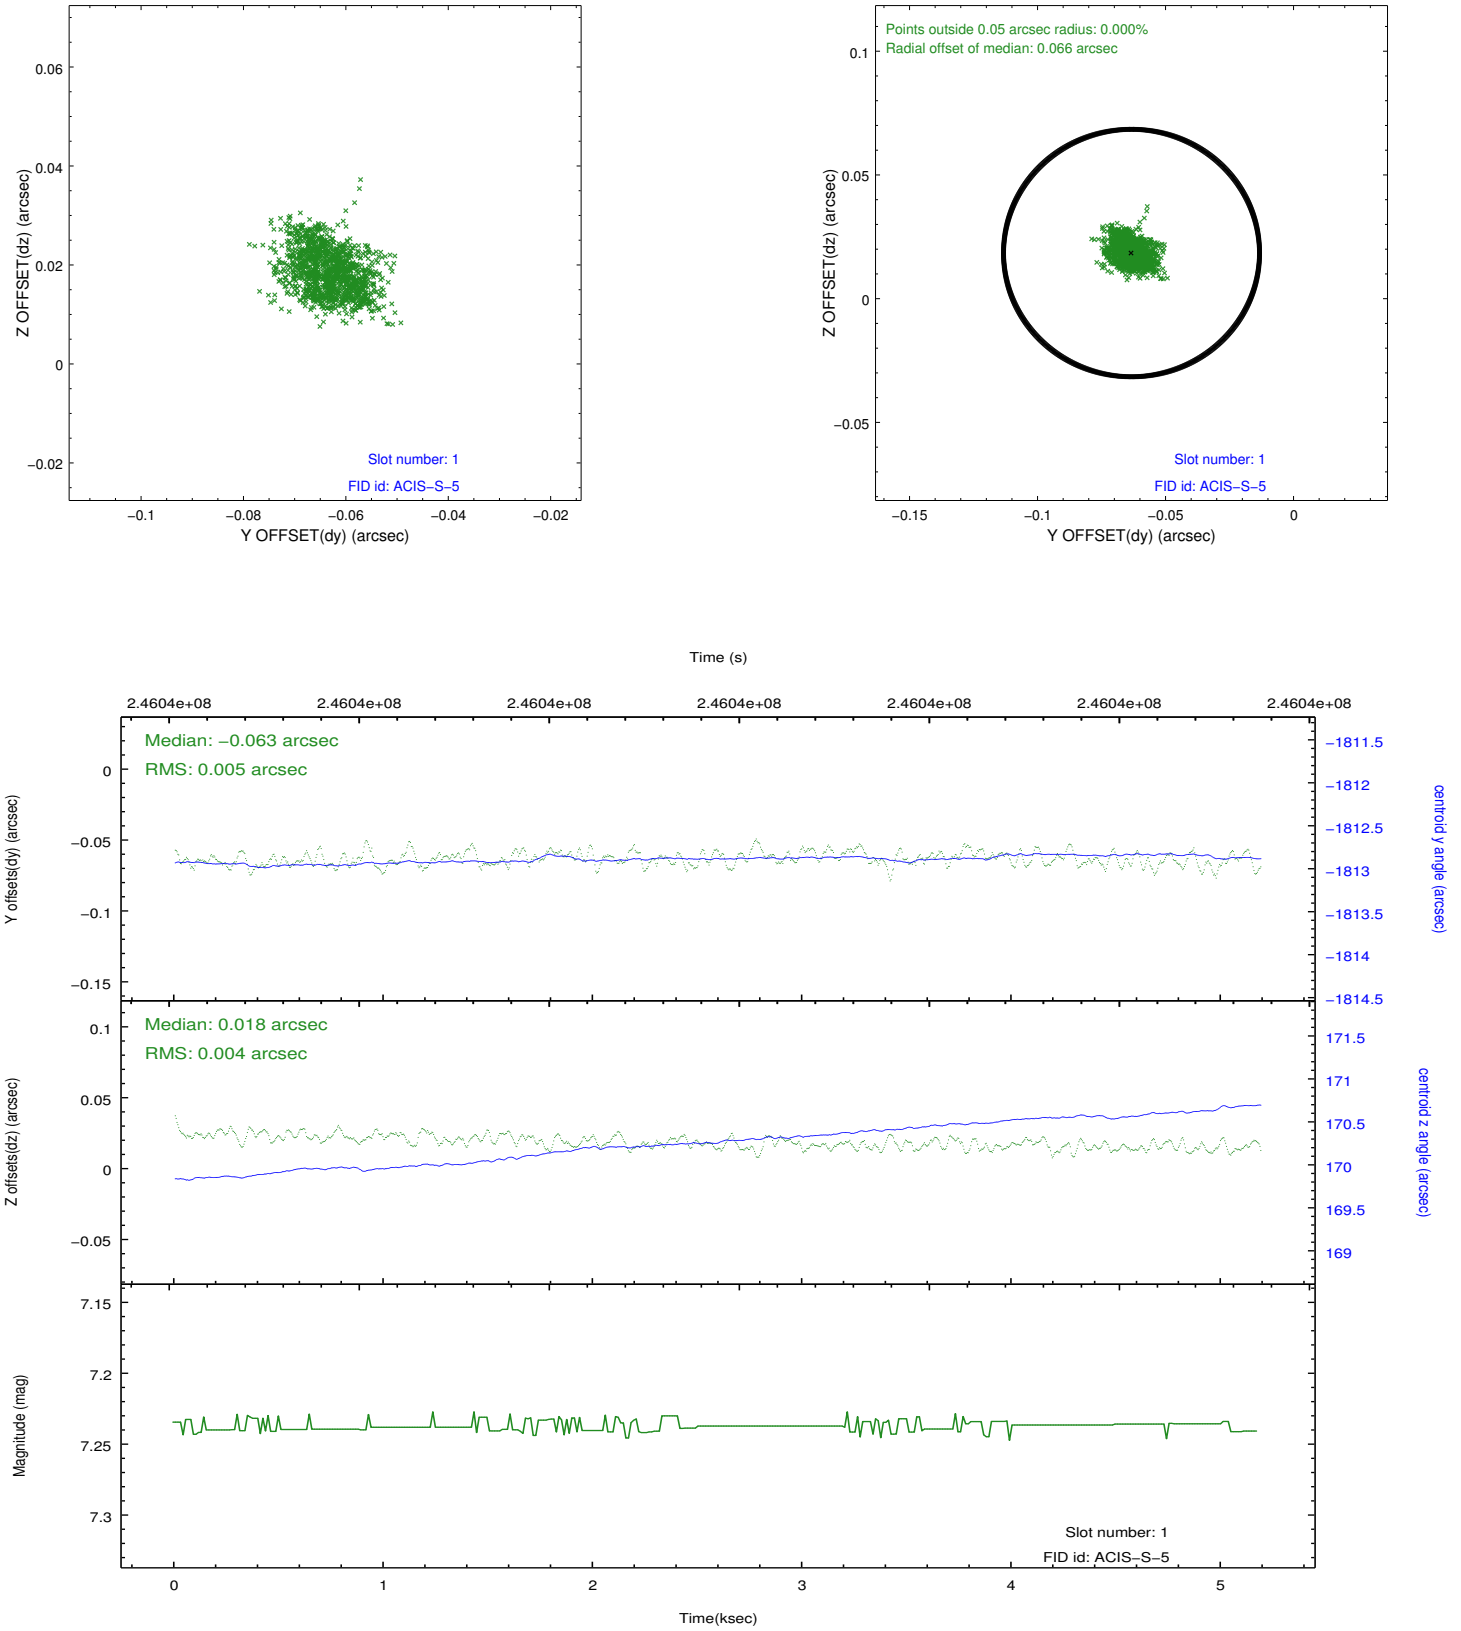 0.06
0.04
0.02
0
−0.02
Z OFFSET(dz) (arcsec)
Slot number: 1
FID id: ACIS−S−5
−0.1
−0.08
−0.06
−0.04
−0.02
Y OFFSET(dy) (arcsec)
Points outside 0.05 arcsec radius: 0.000%
Radial offset of median: 0.066 arcsec
0.1
0.05
0
−0.05
Z OFFSET(dz) (arcsec)
Slot number: 1
FID id: ACIS−S−5
−0.15
−0.1
−0.05
0
Y OFFSET(dy) (arcsec)
Time (s)
2.4604e+08
2.4604e+08
2.4604e+08
2.4604e+08
2.4604e+08
2.4604e+08
2.4604e+08
Median: −0.063 arcsec
RMS: 0.005 arcsec
0
−0.05
−0.1
−0.15
Y offsets(dy) (arcsec)
−1811.5
−1812
−1812.5
−1813
−1813.5
−1814
−1814.5
centroid y angle (arcsec)
Median: 0.018 arcsec
RMS: 0.004 arcsec
0.1
0.05
0
−0.05
Z offsets(dz) (arcsec)
171.5
171
170.5
170
169.5
169
centroid z angle (arcsec)
7.15
7.2
7.25
7.3
Magnitude (mag)
Slot number: 1
FID id: ACIS−S−5
0
1
2
3
4
5
Time(ksec)